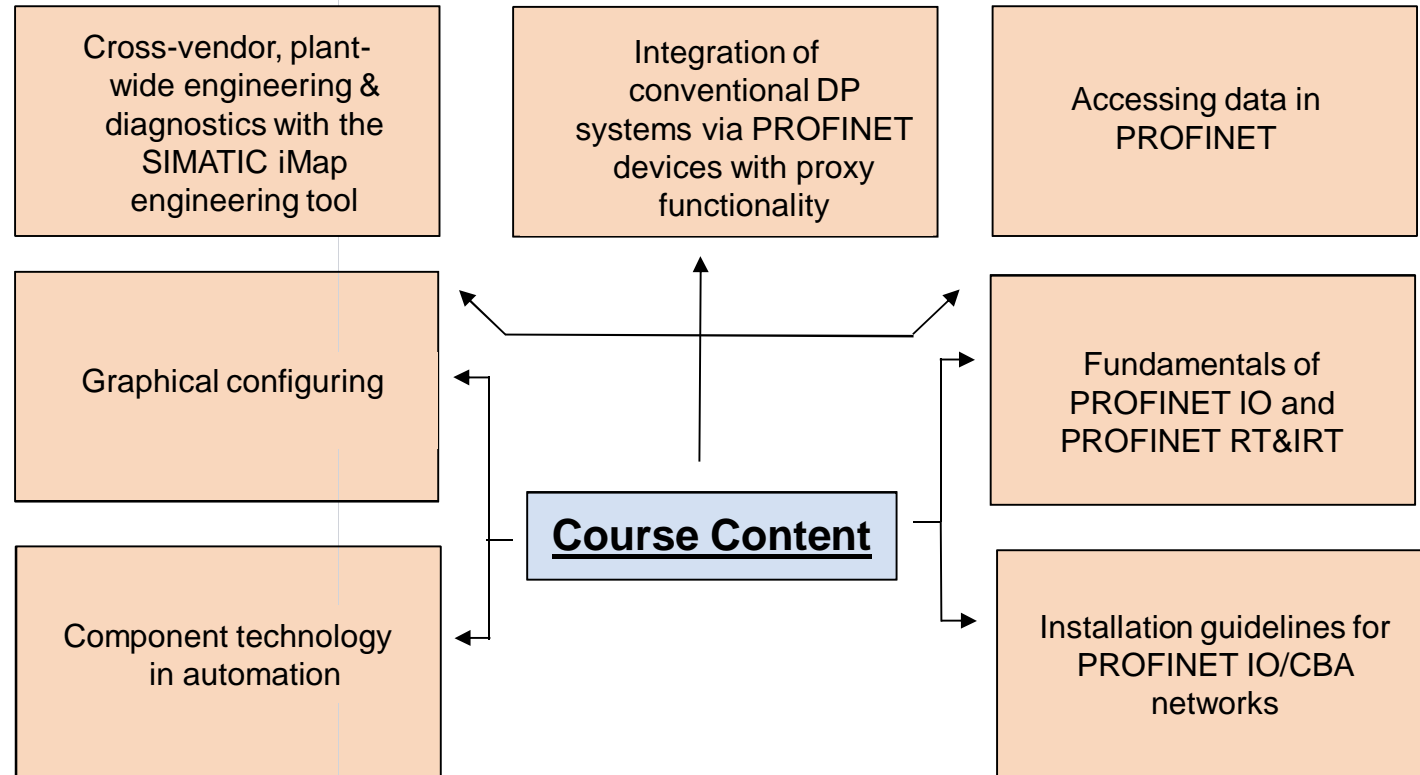 Cross-vendor, plant-
wide engineering &
diagnostics with the
SIMATIC iMap
engineering tool
Integration of
conventional DP
systems via PROFINET
devices with proxy
functionality
Accessing data in
PROFINET
Graphical configuring
Fundamentals of
PROFINET IO and
PROFINET RT&IRT
Course Content
Component technology
in automation
Installation guidelines for
PROFINET IO/CBA
networks